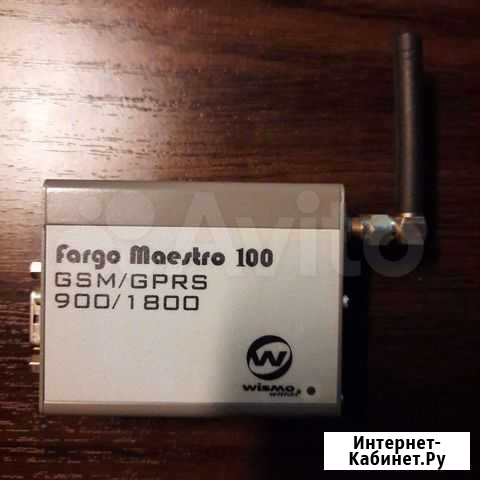 Fargo Maestro 100
GSM/GPRS
900/1800
Avito
W
wismo
Интернет-
Кабинет.Ру